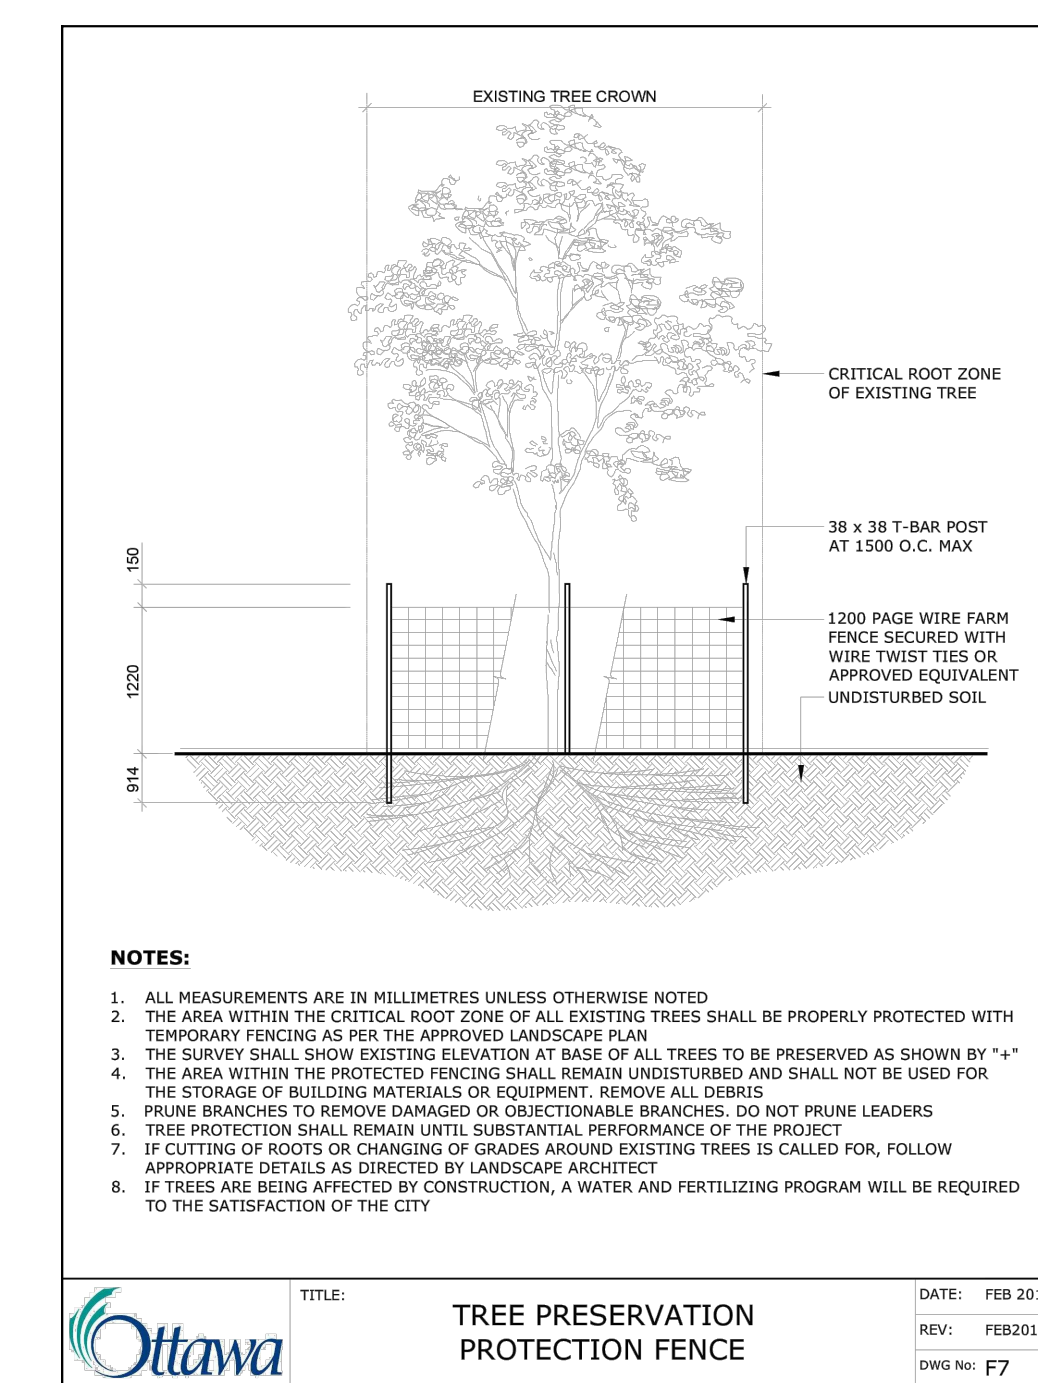 EXISTING TREE CROWN
CRITICAL ROOT ZONE
OF EXISTING TREE
38 x 38 T-BAR POST
AT 1500 O.C. MAX
150
1200 PAGE WIRE FARM
FENCE SECURED WITH
WIRE TWIST TIES OR
APPROVED EQUIVALENT
1220
UNDISTURBED SOIL
914
NOTES:
1. ALL MEASUREMENTS ARE IN MILLIMETRES UNLESS OTHERWISE NOTED
2. THE AREA WITHIN THE CRITICAL ROOT ZONE OF ALL EXISTING TREES SHALL BE PROPERLY PROTECTED WITH
TEMPORARY FENCING AS PER THE APPROVED LANDSCAPE PLAN
3. THE SURVEY SHALL SHOW EXISTING ELEVATION AT BASE OF ALL TREES TO BE PRESERVED AS SHOWN BY "+"
4. THE AREA WITHIN THE PROTECTED FENCING SHALL REMAIN UNDISTURBED AND SHALL NOT BE USED FOR
THE STORAGE OF BUILDING MATERIALS OR EQUIPMENT. REMOVE ALL DEBRIS
5. PRUNE BRANCHES TO REMOVE DAMAGED OR OBJECTIONABLE BRANCHES. DO NOT PRUNE LEADERS
6. TREE PROTECTION SHALL REMAIN UNTIL SUBSTANTIAL PERFORMANCE OF THE PROJECT
7. IF CUTTING OF ROOTS OR CHANGING OF GRADES AROUND EXISTING TREES IS CALLED FOR, FOLLOW
APPROPRIATE DETAILS AS DIRECTED BY LANDSCAPE ARCHITECT
8. IF TREES ARE BEING AFFECTED BY CONSTRUCTION, A WATER AND FERTILIZING PROGRAM WILL BE REQUIRED
TO THE SATISFACTION OF THE CITY
Ottawa
TITLE:
TREE PRESERVATION
PROTECTION FENCE
DATE: FEB
REV:
DWG No: F7